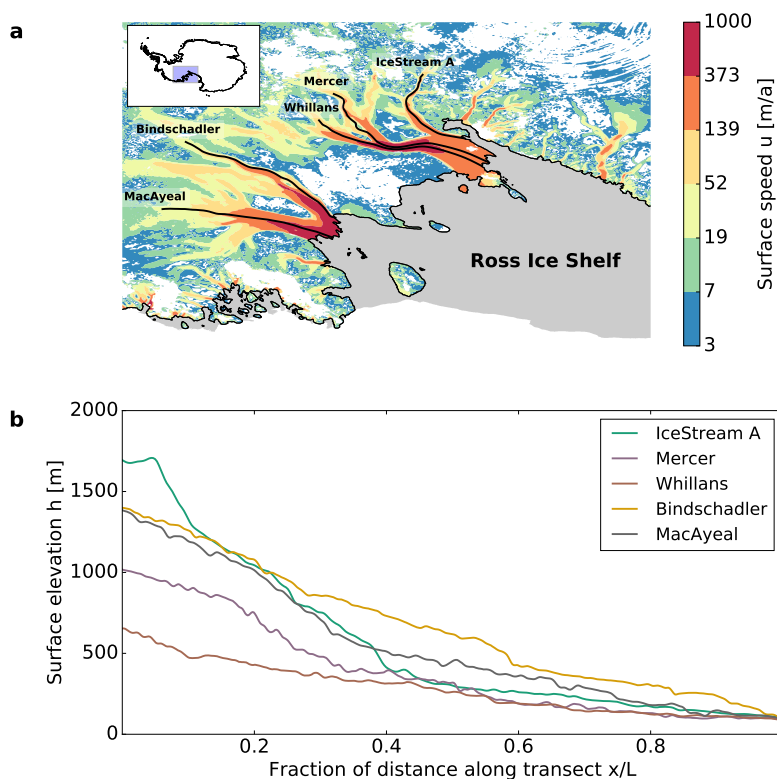 a
IceStream A
Mercer
Whillans
Bindschadler
MacAyeal
Ross Ice Shelf
1000
373
139
52
19
7
3
Surface speed u [m/a]
b
2000
1500
1000
500
0
Surface elevation h [m]
IceStream A
Mercer
Whillans
Bindschadler
MacAyeal
0.2 0.4 0.6 0.8
Fraction of distance along transect x/L